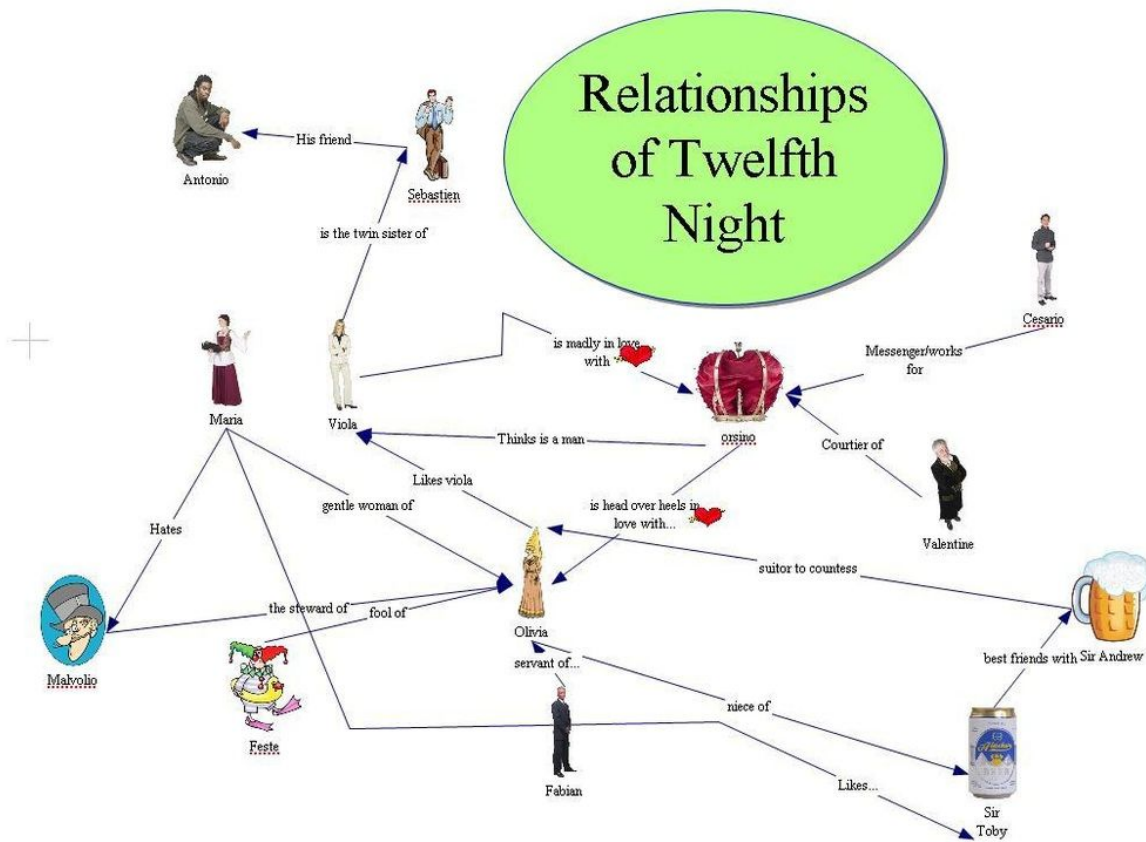 Relationships
of Twelfth
Night
His friend
Antonio
Sebastien
is the twin sister of
Cesario
is madly in love
with
Messenger/works
for
Maria
Viola
orsino
Thinks is a man
Courtier of
Likes viola
gentle woman of
is head over heels in
love with...
Hates
Valentine
suitor to countess
the steward of
fool of
Olivia
Malvolio
servant of...
best friends with
Sir Andrew
niece of
Feste
Fabian
Likes...
BEER
Sir
Toby